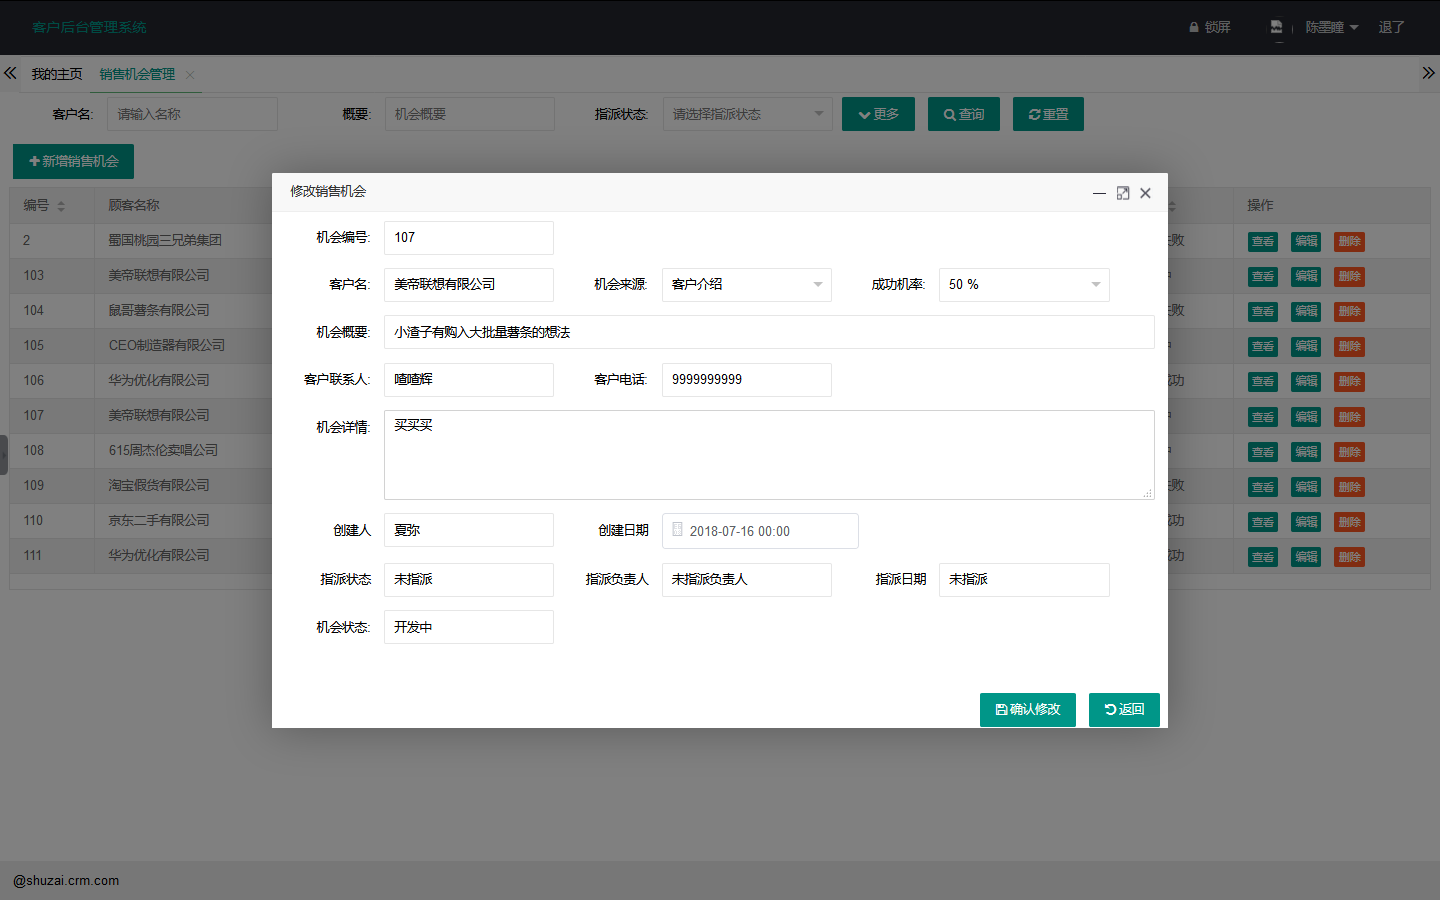 客户后台管理系统 锁屏 陈墨瞳 退了
我的主页 销售机会管理
客户名: 请输入名称 概要: 机会概要 指派状态: 请选择指派状态 更多 查询 重置
新增销售机会
编号 顾客名称 操作
2 蜀国桃园三兄弟集团 败 查看 编辑 删除
103 美帝联想有限公司 查看 编辑 删除
104 鼠哥薯条有限公司 败 查看 编辑 删除
105 CEO制造器有限公司 查看 编辑 删除
106 华为优化有限公司 功 查看 编辑 删除
107 美帝联想有限公司 查看 编辑 删除
108 615周杰伦卖唱公司 查看 编辑 删除
109 淘宝假货有限公司 败 查看 编辑 删除
110 京东二手有限公司 功 查看 编辑 删除
111 华为优化有限公司 功 查看 编辑 删除
修改销售机会
机会编号: 107
客户名: 美帝联想有限公司 机会来源: 客户介绍 成功机率: 50 %
机会概要: 小渣子有购入大批量薯条的想法
客户联系人: 喳喳辉 客户电话: 9999999999
机会详情: 买买买
创建人 夏弥 创建日期 2018-07-16 00:00
指派状态 未指派 指派负责人 未指派负责人 指派日期 未指派
机会状态: 开发中
确认修改 返回
@shuzai.crm.com